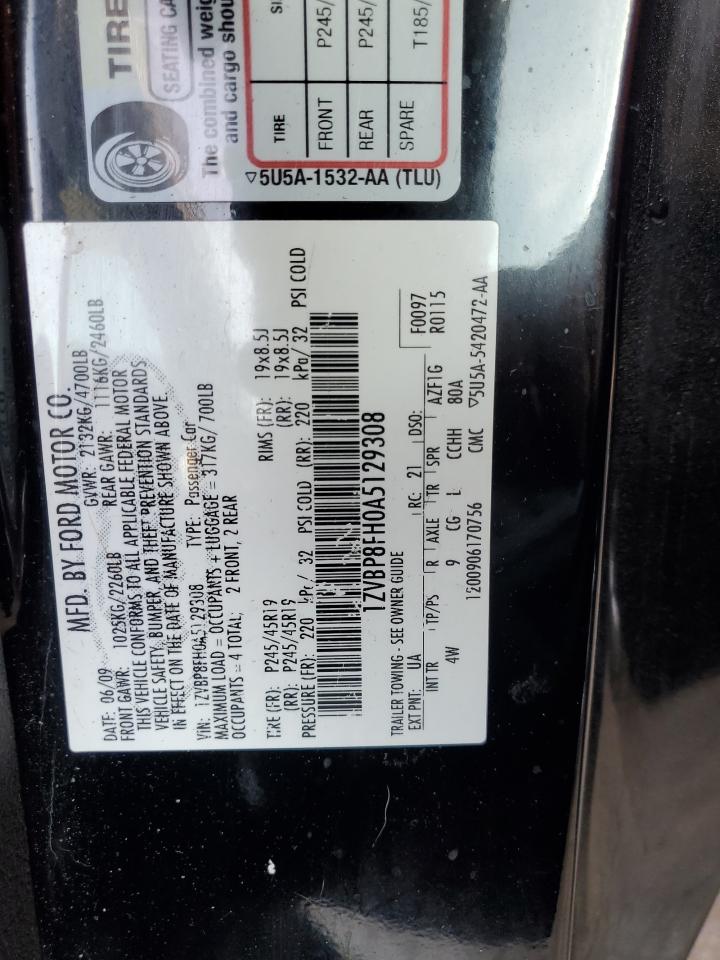 TIRE
SEATING CA
The combined weig
and cargo shou
TIRE SI
FRONT P245/
REAR P245/
SPARE T185/
▽5U5A-1532-AA (TLU)
MFD. BY FORD MOTOR CO.
DATE: 06/09 GVWR: 2132KG/4700LB
FRONT GAWR: 1025KG/2260LB REAR GAWR: 1116KG/2460LB
THIS VEHICLE CONFORMS TO ALL APPLICABLE FEDERAL MOTOR
VEHICLE SAFETY, BUMPER, AND THEFT PREVENTION STANDARDS
IN EFFECT ON THE DATE OF MANUFACTURE SHOWN ABOVE.
VIN: 1ZVBP8FH0A5129308 TYPE: Passenger Car
MAXIMUM LOAD = OCCUPANTS + LUGGAGE = 317KG/ 700LB
OCCUPANTS = 4 TOTAL; 2 FRONT, 2 REAR
TIRE (FR): P245/45R19 RIMS (FR): 19x8.5J
(RR): P245/45R19 (RR): 19x8.5J
PRESSURE (FR): 220 kPa/ 32 PSI COLD (RR): 220 kPa/ 32 PSI COLD
1ZVBP8FH0A5129308
TRAILER TOWING - SEE OWNER GUIDE F0097
EXT PNT: UA RC: 21 DSO: R0115
INT TR TP/PS R AXLE TR SPR AZF1G
4W 9 CG L CCHH 80A
1200906170756 CMC ▽5U5A-5420472-AA